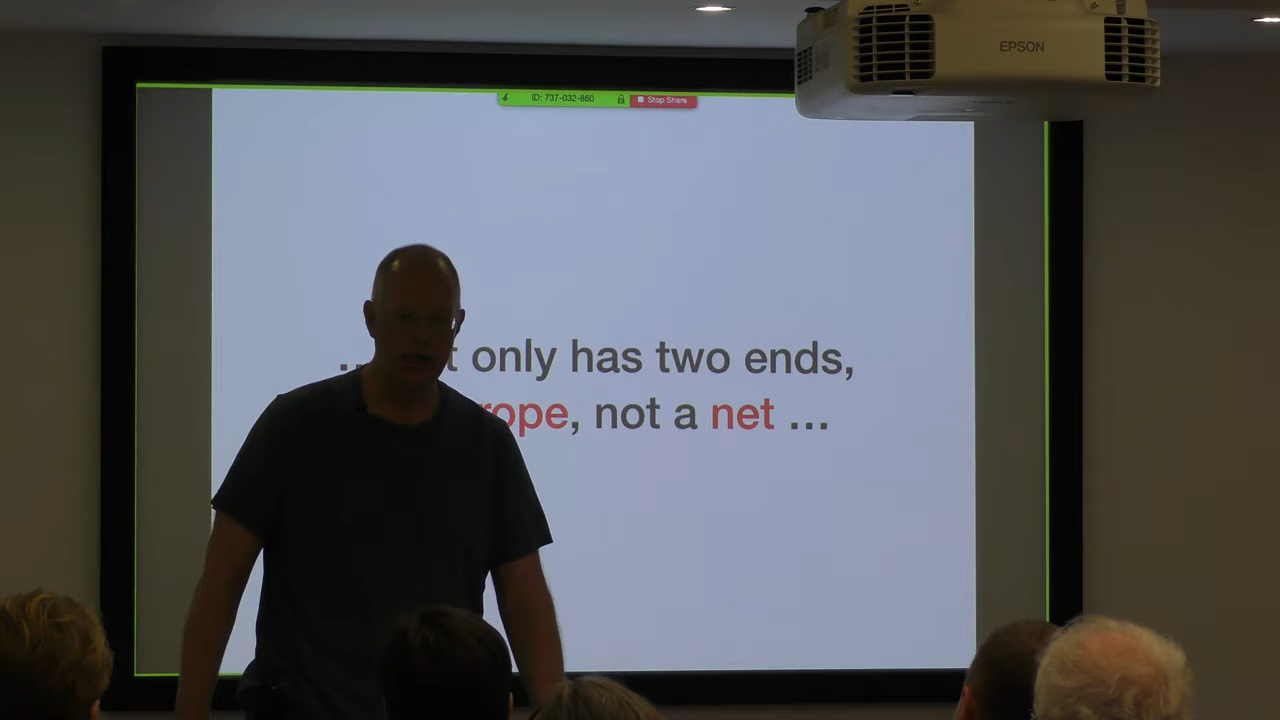 EPSON
ID: 737-032-860
Stop Share
... only has two ends,
rope, not a net ...